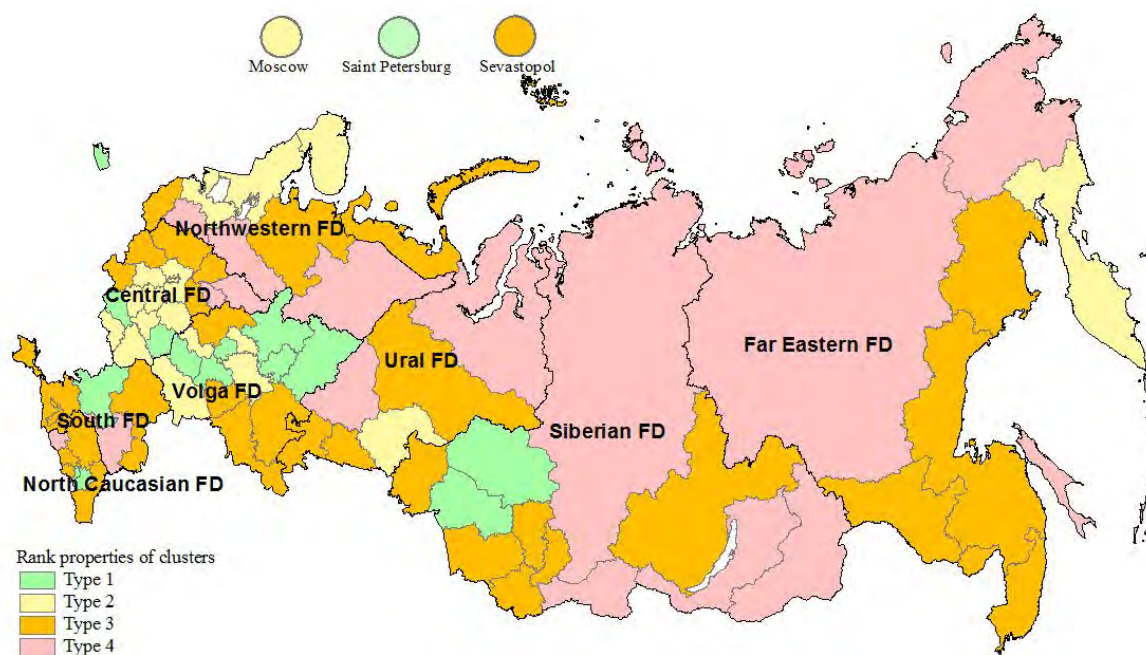 Moscow
Saint Petersburg
Sevastopol
Northwestern FD
Central FD
Ural FD
Far Eastern FD
Volga FD
South FD
Siberian FD
North Caucasian FD
Rank properties of clusters
Type 1
Type 2
Type 3
Type 4